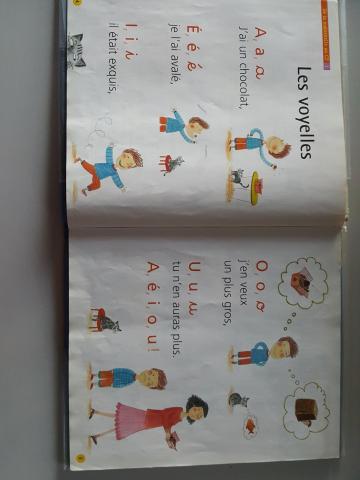 Les voyelles
A, a, a
J'ai un chocolat,
É, é, é
je l'ai avalé,
I, i, i
il était exquis,
O, o, o
j'en veux
un plus gros,
U, u, u
tu n'en auras plus.
A, é, i, o, u !